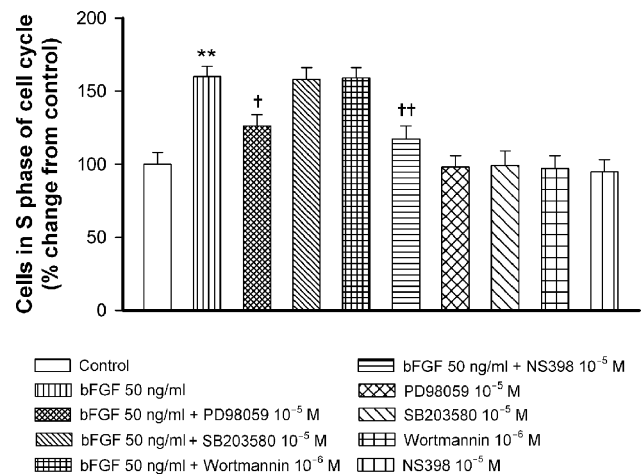 Cells in S phase of cell cycle
(% change from control)
200
150
100
50
0
**
†
††
Control
bFGF 50 ng/ml
bFGF 50 ng/ml + PD98059 10⁻⁵ M
bFGF 50 ng/ml + SB203580 10⁻⁵ M
bFGF 50 ng/ml + Wortmannin 10⁻⁶ M
bFGF 50 ng/ml + NS398 10⁻⁵ M
PD98059 10⁻⁵ M
SB203580 10⁻⁵ M
Wortmannin 10⁻⁶ M
NS398 10⁻⁵ M